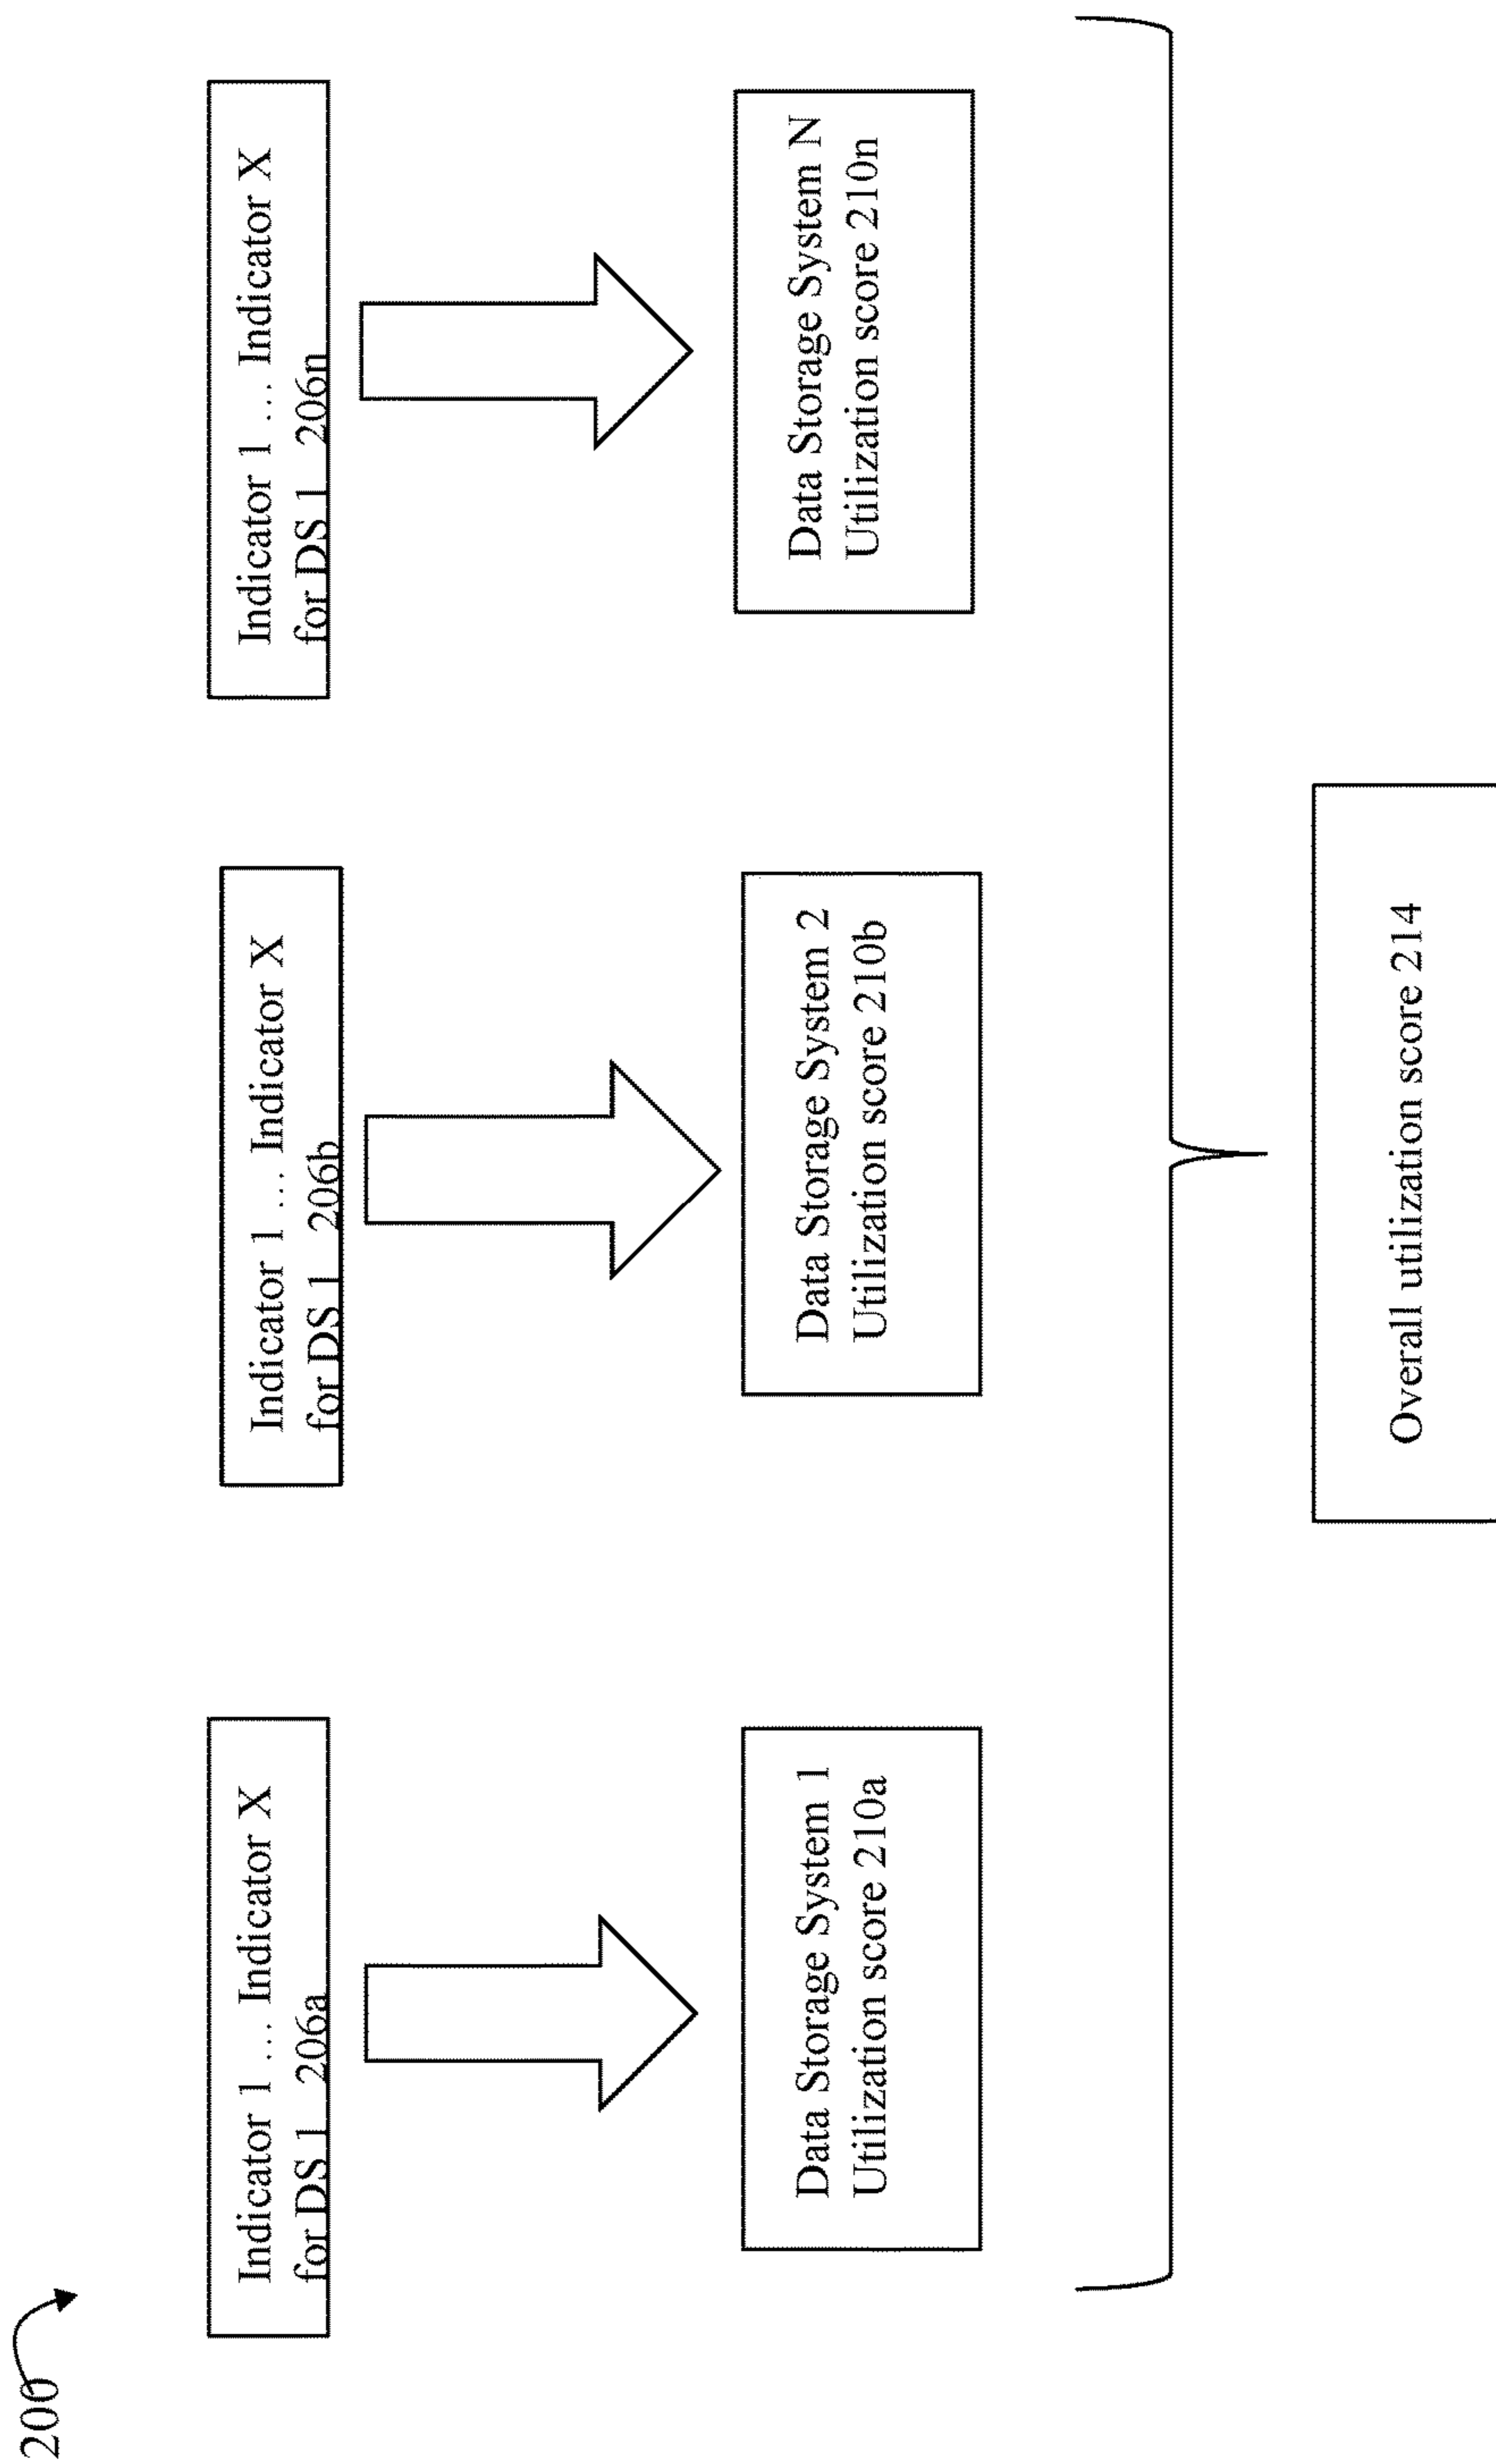 200
Indicator 1 … Indicator X
for DS 1 206a
Indicator 1 … Indicator X
for DS 1 206b
Indicator 1 … Indicator X
for DS 1 206n
Data Storage System 1
Utilization score 210a
Data Storage System 2
Utilization score 210b
Data Storage System N
Utilization score 210n
Overall utilization score 214